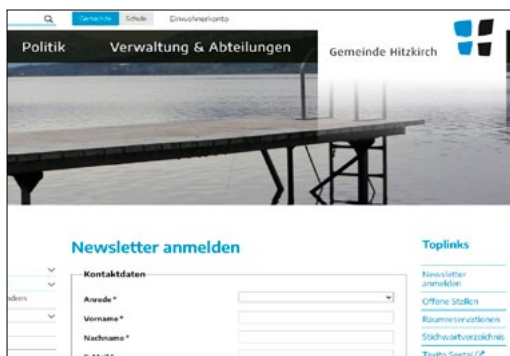 Gemeinde Schule Einwohnerkonto
Politik Verwaltung & Abteilungen
Gemeinde Hitzkirch
Newsletter anmelden
Kontaktdaten
Anrede*
Vorname*
Nachname*
Toplinks
Newsletter
anmelden
Offene Stellen
Raumreservationen
Stichwortverzeichnis